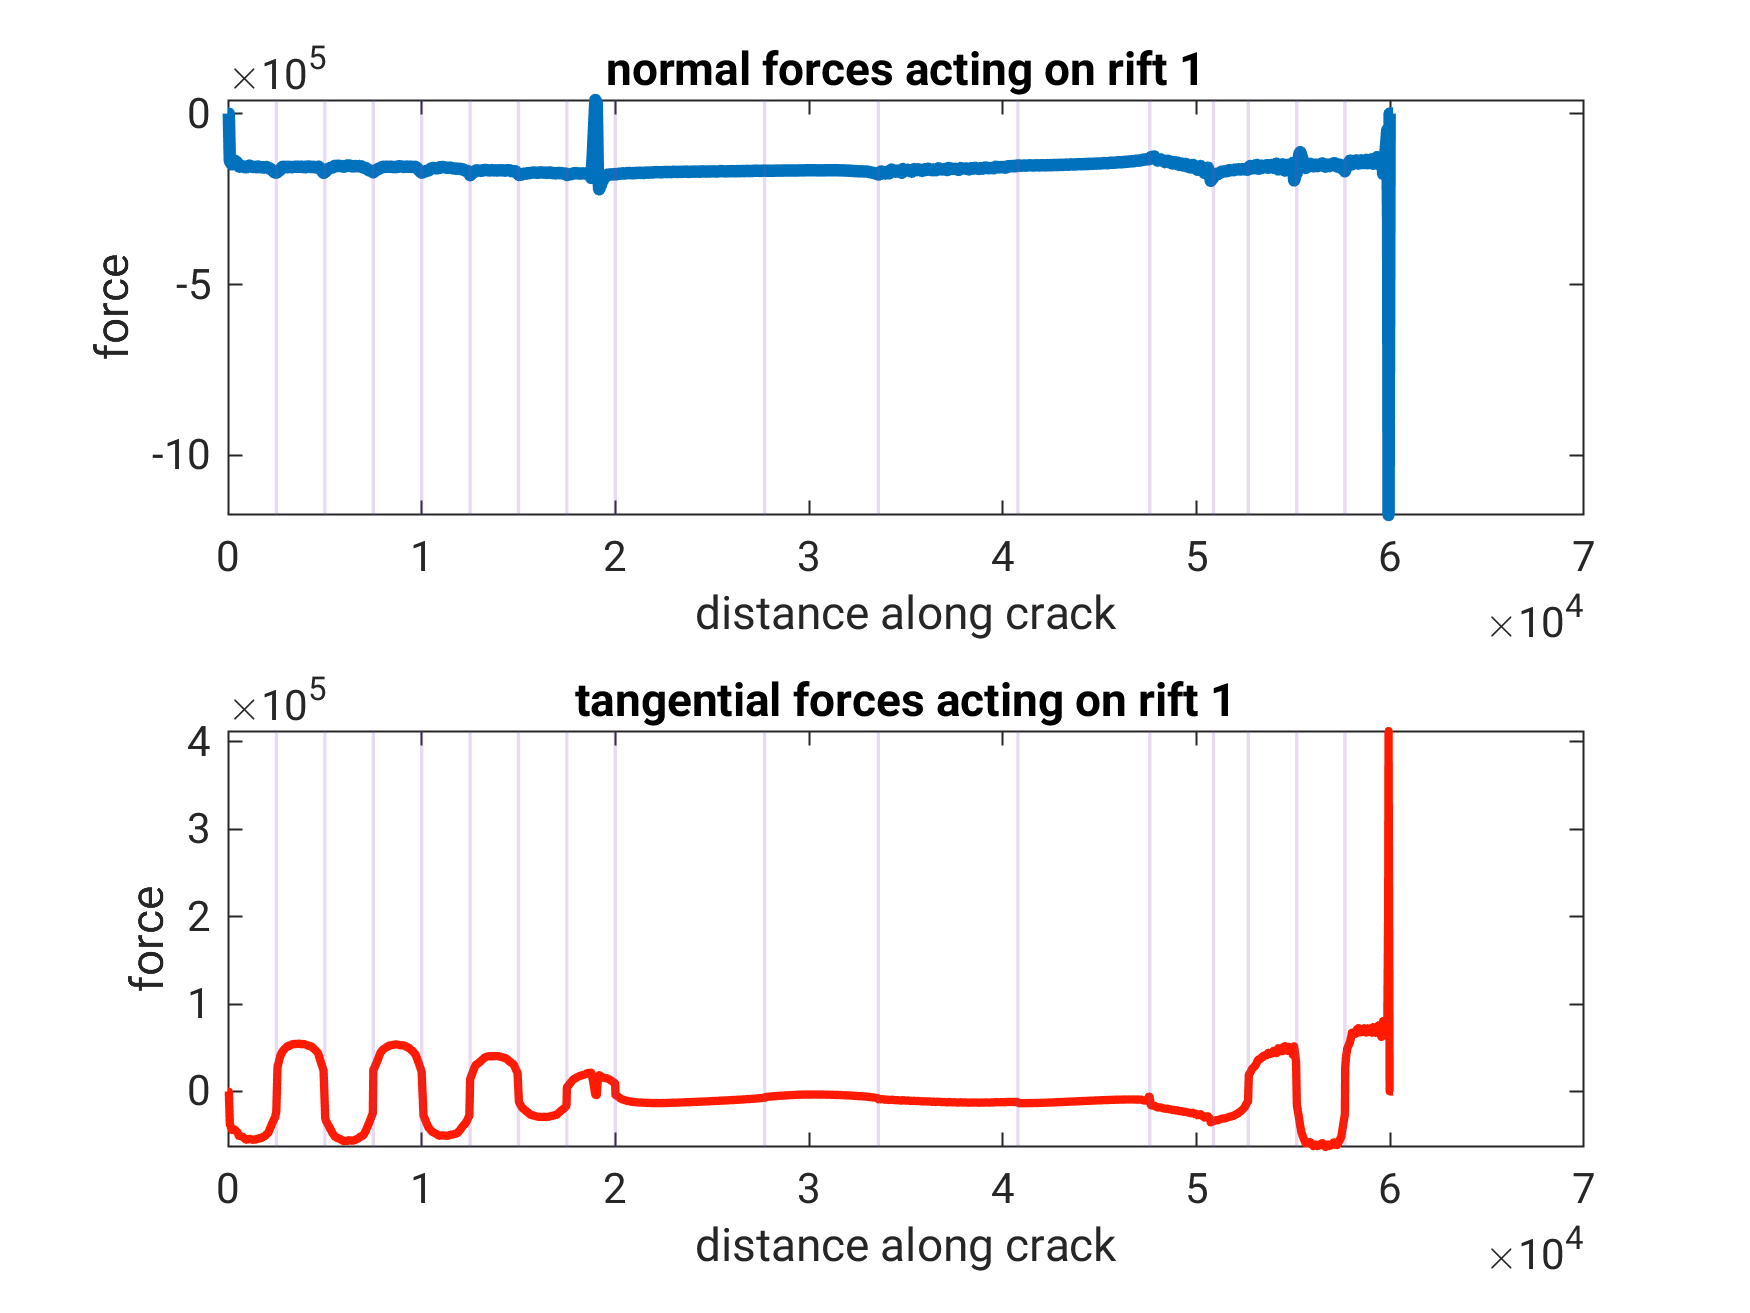 ×10⁵
normal forces acting on rift 1
0
-5
-10
force
0 1 2 3 4 5 6 7
distance along crack
×10⁴
×10⁵
tangential forces acting on rift 1
4
3
2
1
0
force
0 1 2 3 4 5 6 7
distance along crack
×10⁴